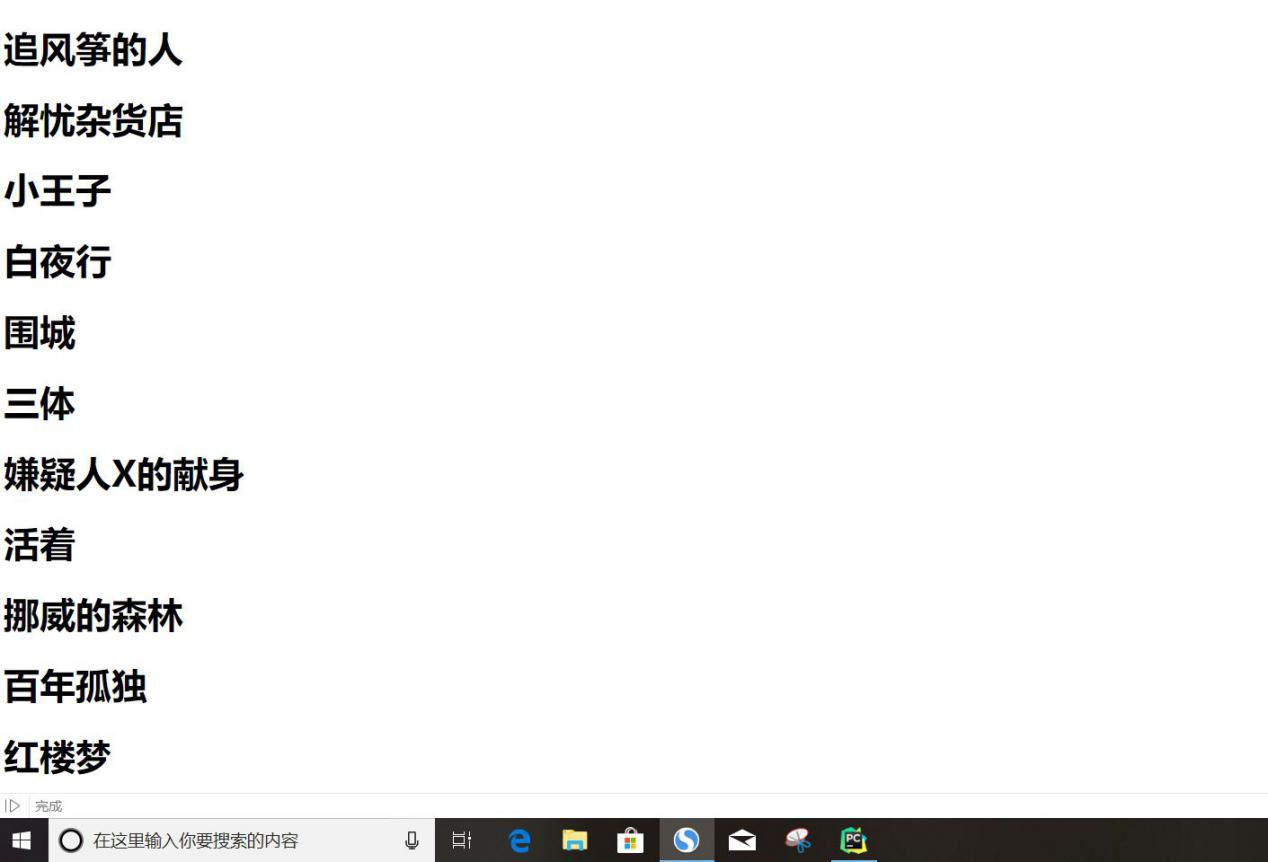 追风筝的人
解忧杂货店
小王子
白夜行
围城
三体
嫌疑人X的献身
活着
挪威的森林
百年孤独
红楼梦
完成
在这里输入你要搜索的内容
PC